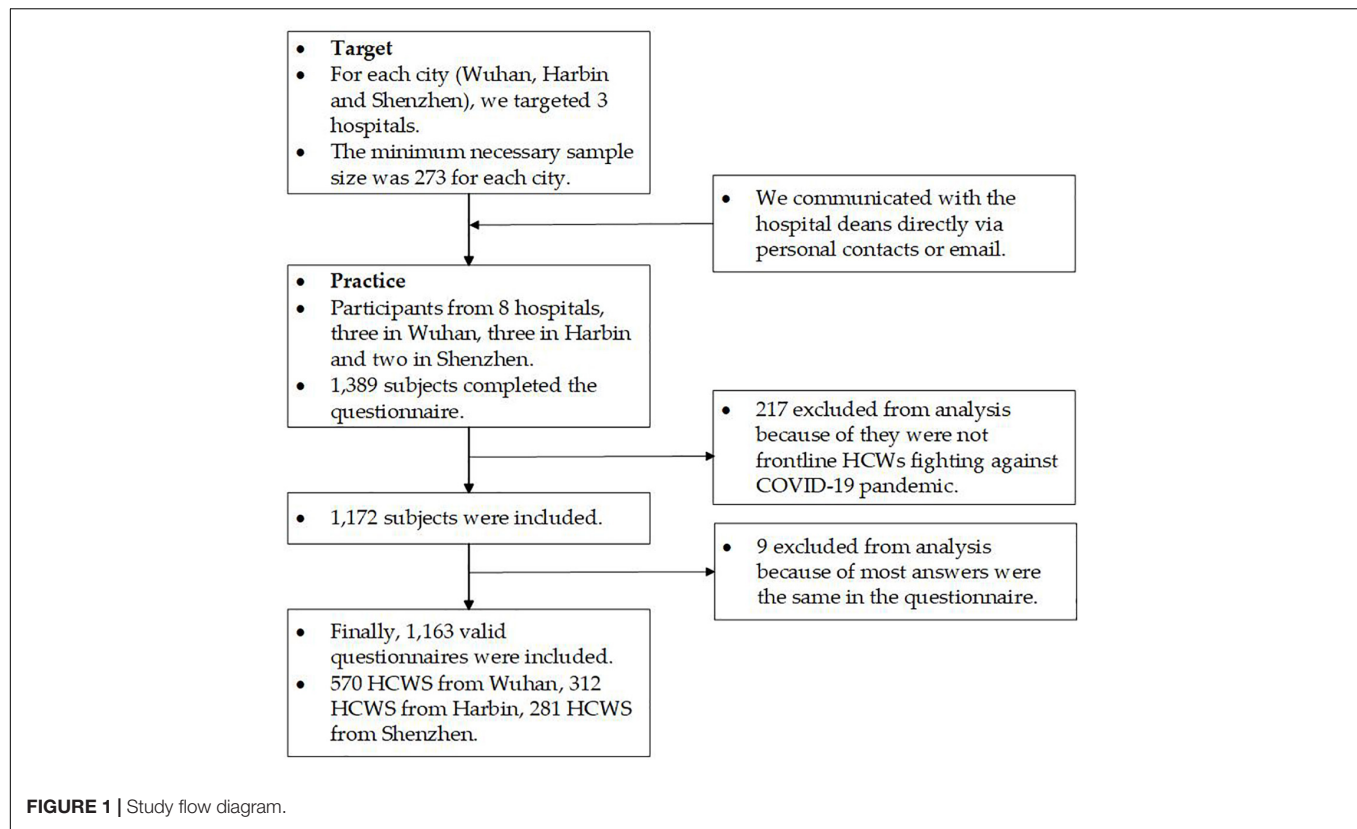 • Target
• For each city (Wuhan, Harbin
and Shenzhen), we targeted 3
hospitals.
• The minimum necessary sample
size was 273 for each city.
• We communicated with the
hospital deans directly via
personal contacts or email.
• Practice
• Participants from 8 hospitals,
three in Wuhan, three in Harbin
and two in Shenzhen.
• 1,389 subjects completed the
questionnaire.
• 217 excluded from analysis
because of they were not
frontline HCWs fighting against
COVID-19 pandemic.
• 1,172 subjects were included.
• 9 excluded from analysis
because of most answers were
the same in the questionnaire.
• Finally, 1,163 valid
questionnaires were included.
• 570 HCWS from Wuhan, 312
HCWS from Harbin, 281 HCWS
from Shenzhen.
FIGURE 1 | Study flow diagram.